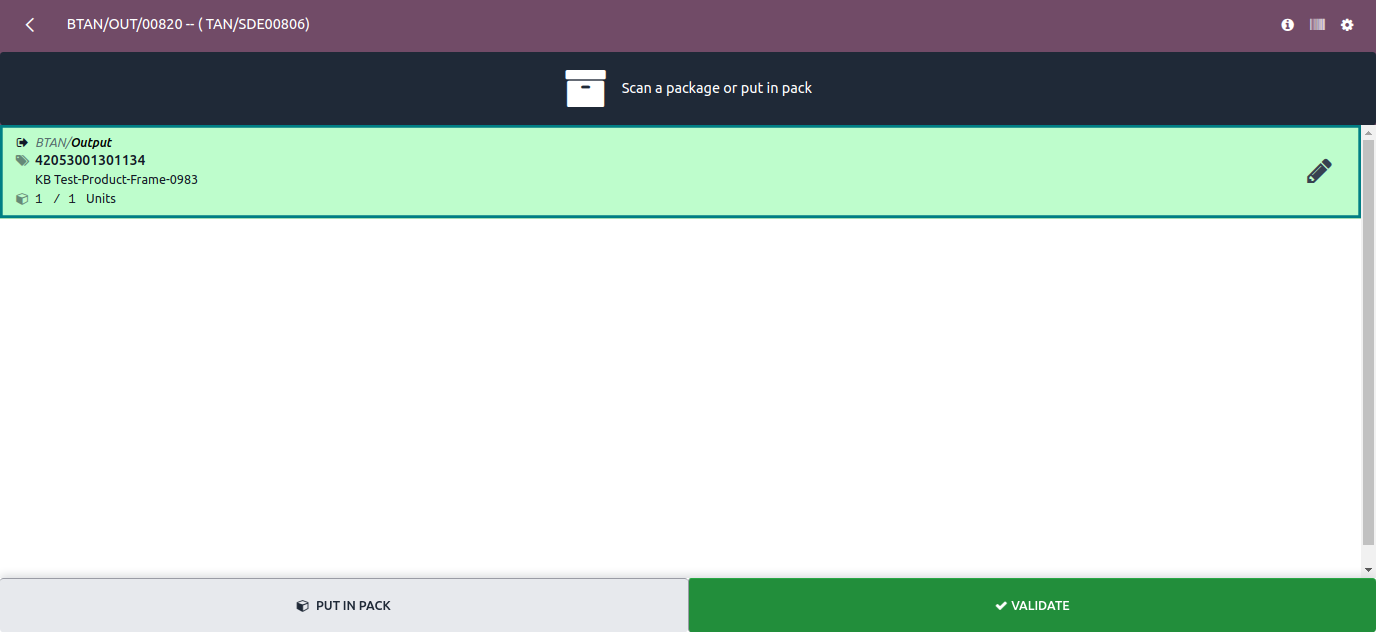 BTAN/OUT/00820 -- ( TAN/SDE00806)
Scan a package or put in pack
BTAN/Output
42053001301134
KB Test-Product-Frame-0983
1 / 1 Units
PUT IN PACK
VALIDATE